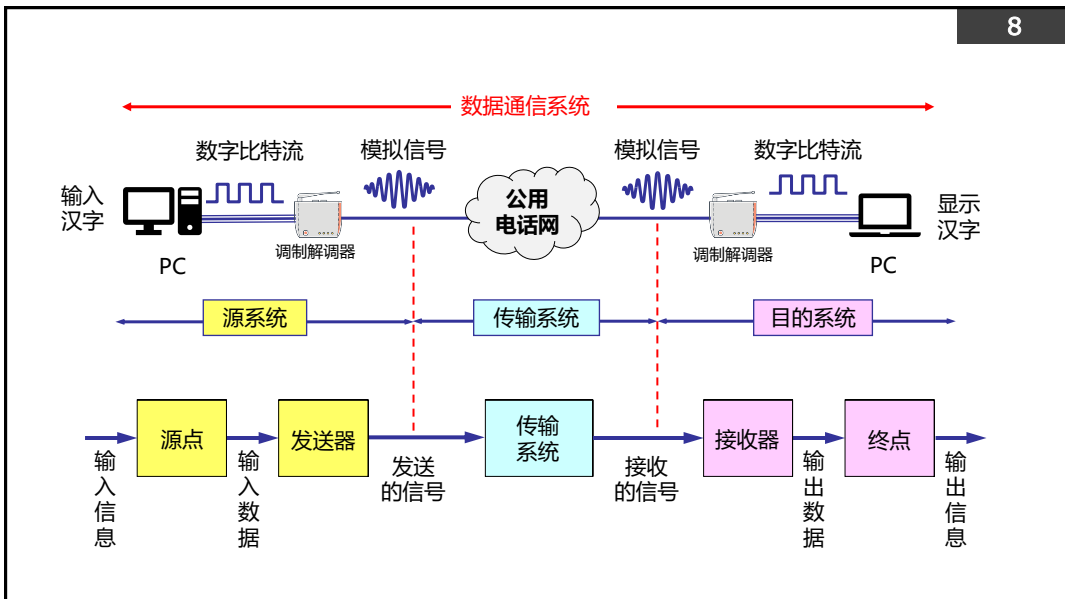 8
数据通信系统
数字比特流
模拟信号
模拟信号
数字比特流
输入
汉字
公用
电话网
显示
汉字
调制解调器
调制解调器
PC
PC
源系统
传输系统
目的系统
源点
发送器
传输
系统
接收器
终点
输
入
信
息
输
入
数
据
发送
的信号
接收
的信号
输
出
数
据
输
出
信
息